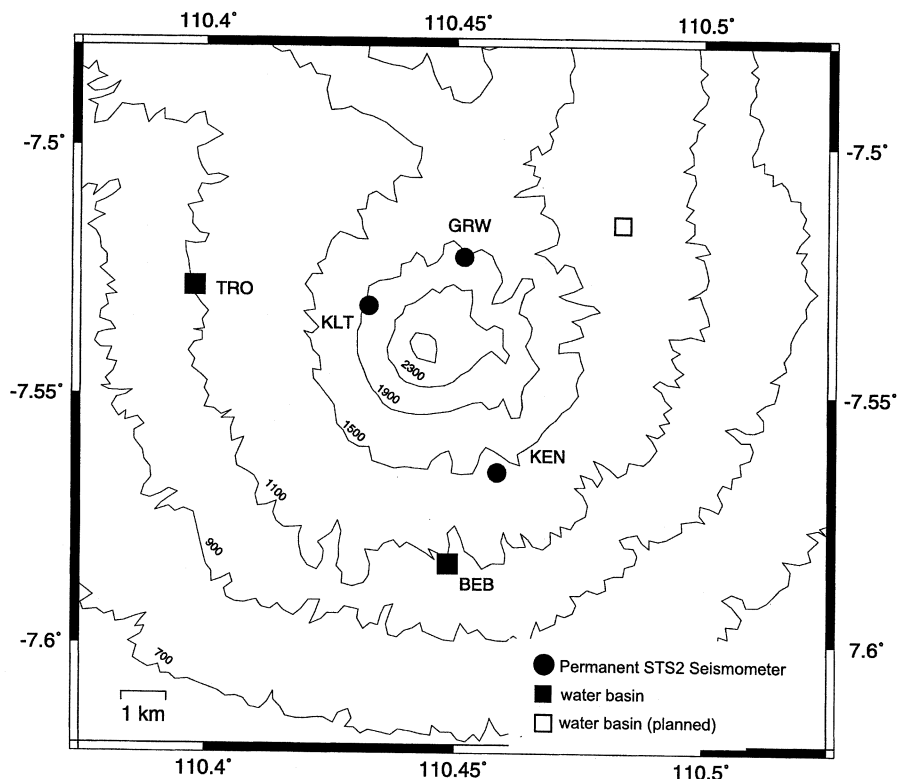 110.4°
110.45°
110.5°
-7.5°
-7.5°
GRW
TRO
KLT
2300
-7.55°
1900
-7.55°
1500
KEN
1100
900
BEB
-7.6°
7.6°
700
Permanent STS2 Seismometer
water basin
1 km
water basin (planned)
110.4°
110.45°
110.5°